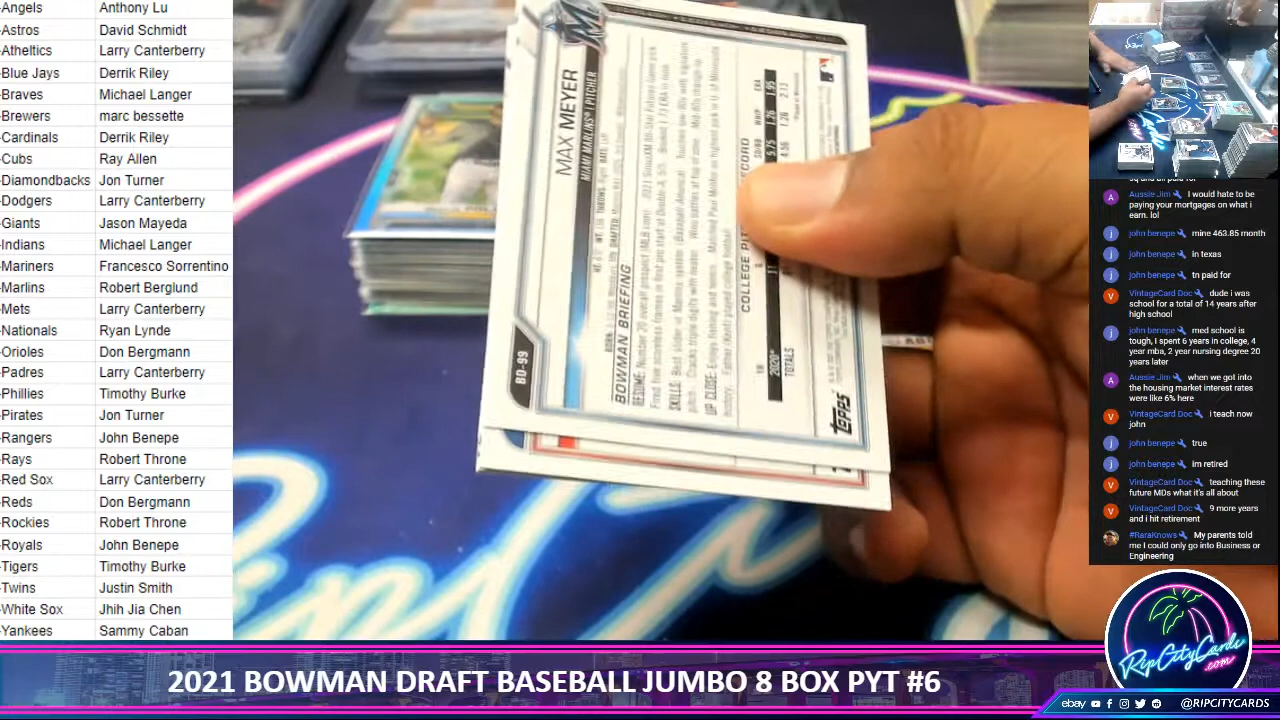 -Angels Anthony Lu
-Astros David Schmidt
-Atheltics Larry Canterberry
-Blue Jays Derrik Riley
-Braves Michael Langer
-Brewers macc bessette
-Cardinals Derrik Riley
-Cubs Ray Allen
-Diamondbacks Jon Turner
-Dodgers Larry Canterberry
-Giants Jason Mayeda
-Indians Michael Langer
-Mariners Francesco Sorrentino
-Marlins Robert Berglund
-Mets Larry Canterberry
-Nationals Ryan Lynde
-Orioles Don Bergmann
-Padres Larry Canterberry
-Phillies Timothy Burke
-Pirates Jon Turner
-Rangers John Benepe
-Rays Robert Throne
-Red Sox Larry Canterberry
-Reds Don Bergmann
-Rockies Robert Throne
-Royals John Benepe
-Tigers Timothy Burke
-Twins Justin Smith
-White Sox Jhih Jia Chen
-Yankees Sammy Caban
MAX MEYER
MIAMI MARLINS | PITCHER
BD-99
BOWMAN BRIEFING
RESUME:
SKILLS:
UP CLOSE:
COLLEGE
YR
2020*
TOTALS
TOPPS
Aussie Jim I would hate to be
paying your mortgages on what i
earn. lol
john benepe mine 463.85 month
john benepe in texas
john benepe tn paid for
VintageCard Doc dude i was
school for a total of 14 years after
high school
john benepe med school is
tough, I spent 6 years in college, 4
year mba, 2 year nursing degree 20
years later
Aussie Jim when we got into
the housing market interest rates
were like 6% here
VintageCard Doc i teach now
john
john benepe true
john benepe im retired
VintageCard Doc teaching these
future MDs what it's all about
VintageCard Doc 9 more years
and i hit retirement
#RaraKnows My parents told
me I could only go into Business or
Engineering
RipCityCards
.com
2021 BOWMAN DRAFT BASEBALL JUMBO 8 BOX PYT #6
ebay @RIPCITYCARDS